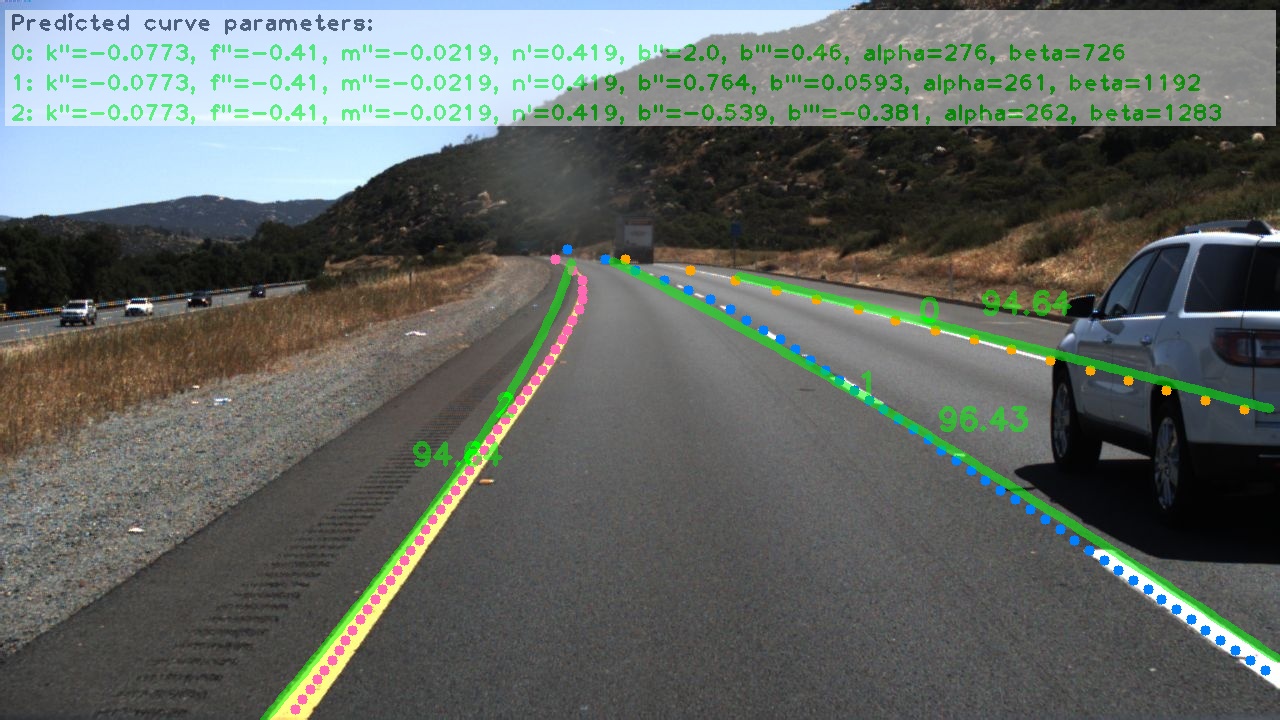 Predicted curve parameters:
0: k''=-0.0773, f''=-0.41, m''=-0.0219, n'=0.419, b''=2.0, b'''=0.46, alpha=276, beta=726
1: k''=-0.0773, f''=-0.41, m''=-0.0219, n'=0.419, b''=0.764, b'''=0.0593, alpha=261, beta=1192
2: k''=-0.0773, f''=-0.41, m''=-0.0219, n'=0.419, b''=-0.539, b'''=-0.381, alpha=262, beta=1283
0 94.64
1
96.43
2
94.64